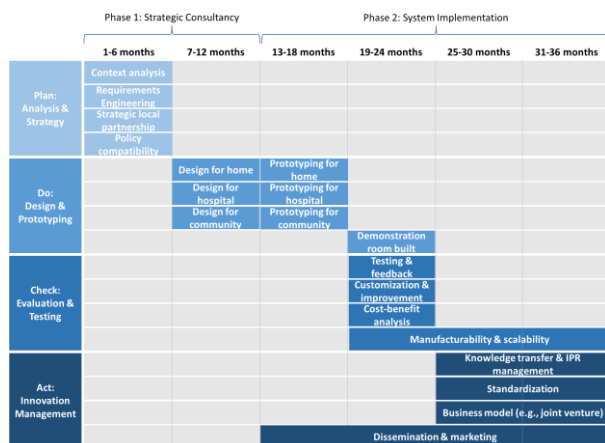 Phase 1: Strategic Consultancy
Phase 2: System Implementation
1-6 months
7-12 months
13-18 months
19-24 months
25-30 months
31-36 months
Plan:
Analysis &
Strategy
Context analysis
Requirements
Engineering
Strategic local
partnership
Policy
compatibility
Do:
Design &
Prototyping
Design for home
Prototyping for
home
Design for
hospital
Prototyping for
hospital
Design for
community
Prototyping for
community
Demonstration
room built
Check:
Evaluation &
Testing
Testing &
feedback
Customization &
improvement
Cost-benefit
analysis
Manufacturability & scalability
Act:
Innovation
Management
Knowledge transfer & IPR
management
Standardization
Business model (e.g., joint venture)
Dissemination & marketing